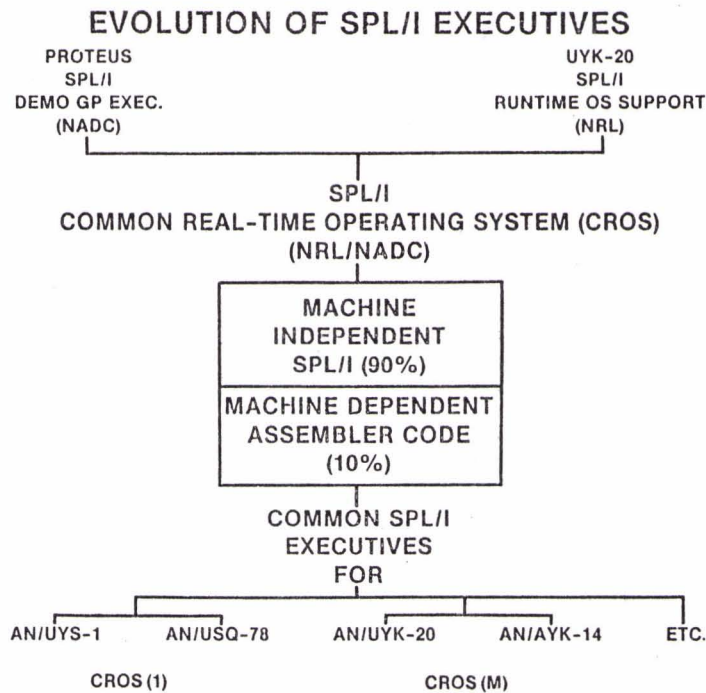 EVOLUTION OF SPL/I EXECUTIVES
PROTEUS
SPL/I
DEMO GP EXEC.
(NADC)
UYK-20
SPL/I
RUNTIME OS SUPPORT
(NRL)
SPL/I
COMMON REAL-TIME OPERATING SYSTEM (CROS)
(NRL/NADC)
MACHINE
INDEPENDENT
SPL/I (90%)
MACHINE DEPENDENT
ASSEMBLER CODE
(10%)
COMMON SPL/I
EXECUTIVES
FOR
AN/UYS-1 AN/USQ-78 AN/UYK-20 AN/AYK-14 ETC.
CROS (1) CROS (M)